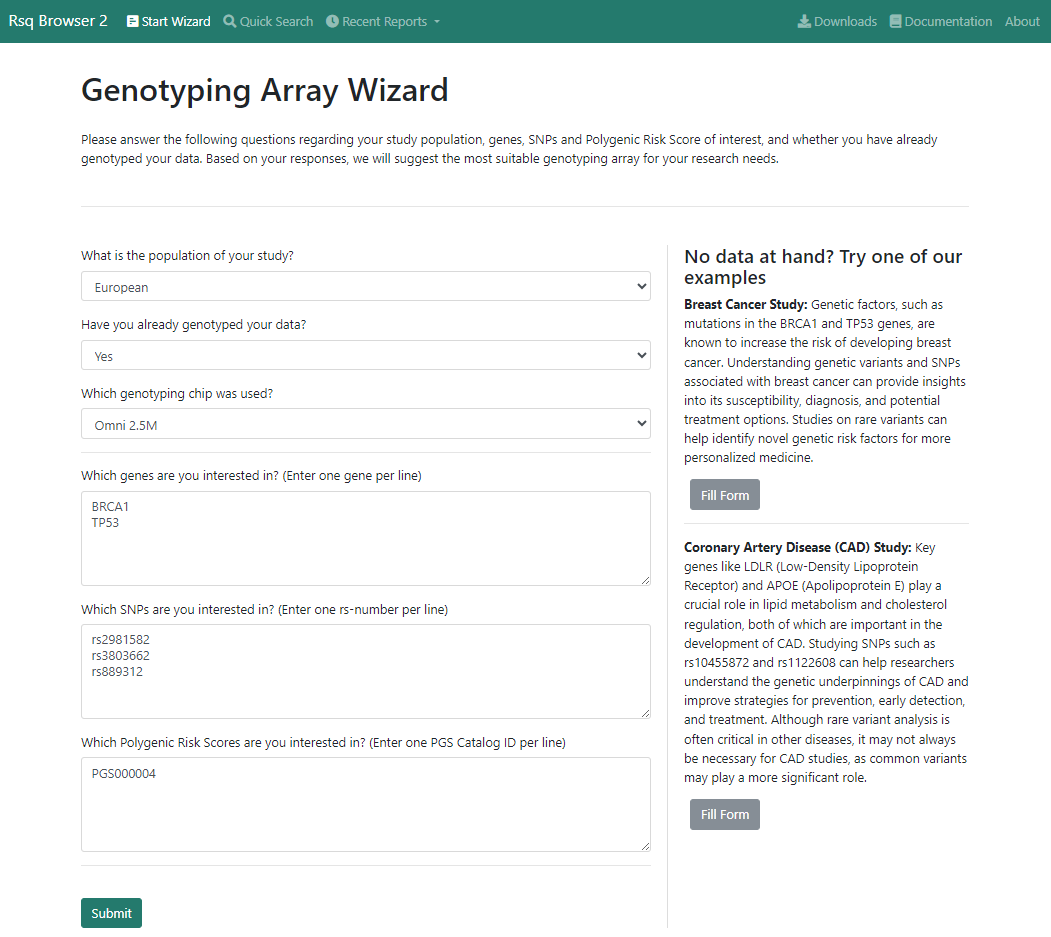 Rsq Browser 2 Start Wizard Quick Search Recent Reports Downloads Documentation About
Genotyping Array Wizard
Please answer the following questions regarding your study population, genes, SNPs and Polygenic Risk Score of interest, and whether you have already
genotyped your data. Based on your responses, we will suggest the most suitable genotyping array for your research needs.
What is the population of your study?
European
Have you already genotyped your data?
Yes
Which genotyping chip was used?
Omni 2.5M
Which genes are you interested in? (Enter one gene per line)
BRCA1
TP53
Which SNPs are you interested in? (Enter one rs-number per line)
rs2981582
rs3803662
rs889312
Which Polygenic Risk Scores are you interested in? (Enter one PGS Catalog ID per line)
PGS000004
Submit
No data at hand? Try one of our
examples
Breast Cancer Study: Genetic factors, such as
mutations in the BRCA1 and TP53 genes, are
known to increase the risk of developing breast
cancer. Understanding genetic variants and SNPs
associated with breast cancer can provide insights
into its susceptibility, diagnosis, and potential
treatment options. Studies on rare variants can
help identify novel genetic risk factors for more
personalized medicine.
Fill Form
Coronary Artery Disease (CAD) Study: Key
genes like LDLR (Low-Density Lipoprotein
Receptor) and APOE (Apolipoprotein E) play a
crucial role in lipid metabolism and cholesterol
regulation, both of which are important in the
development of CAD. Studying SNPs such as
rs10455872 and rs1122608 can help researchers
understand the genetic underpinnings of CAD and
improve strategies for prevention, early detection,
and treatment. Although rare variant analysis is
often critical in other diseases, it may not always
be necessary for CAD studies, as common variants
may play a more significant role.
Fill Form